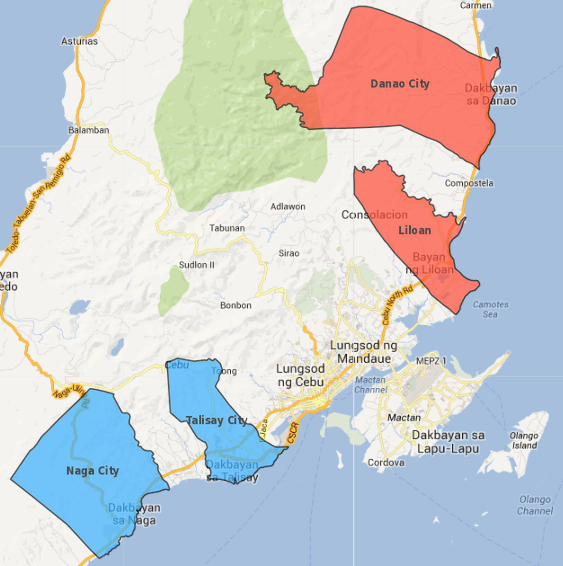 Carmen
Asturias
Danao City
Dakbayan
sa Danao
Balamban
Compostela
Toledo-Tabuelan-San Remigio Rd
Adlawon
Consolacion
Tabunan
Liloan
Sirao
Sudlon II
Bayan
ng Liloan
yan
edo
Bonbon
Cebu North Rd
Camotes
Sea
Lungsod ng
Mandaue
MEPZ 1
Cebu
Toong
Lungsod
ng Cebu
Mactan
Channel
Naga-Uling
Talisay City
Mactan
CSCR
Dakbayan sa
Lapu-Lapu
Olango
Island
Naga City
Dakbayan
sa Talisay
Cordova
Dakbayan
sa Naga
Olango
Channel